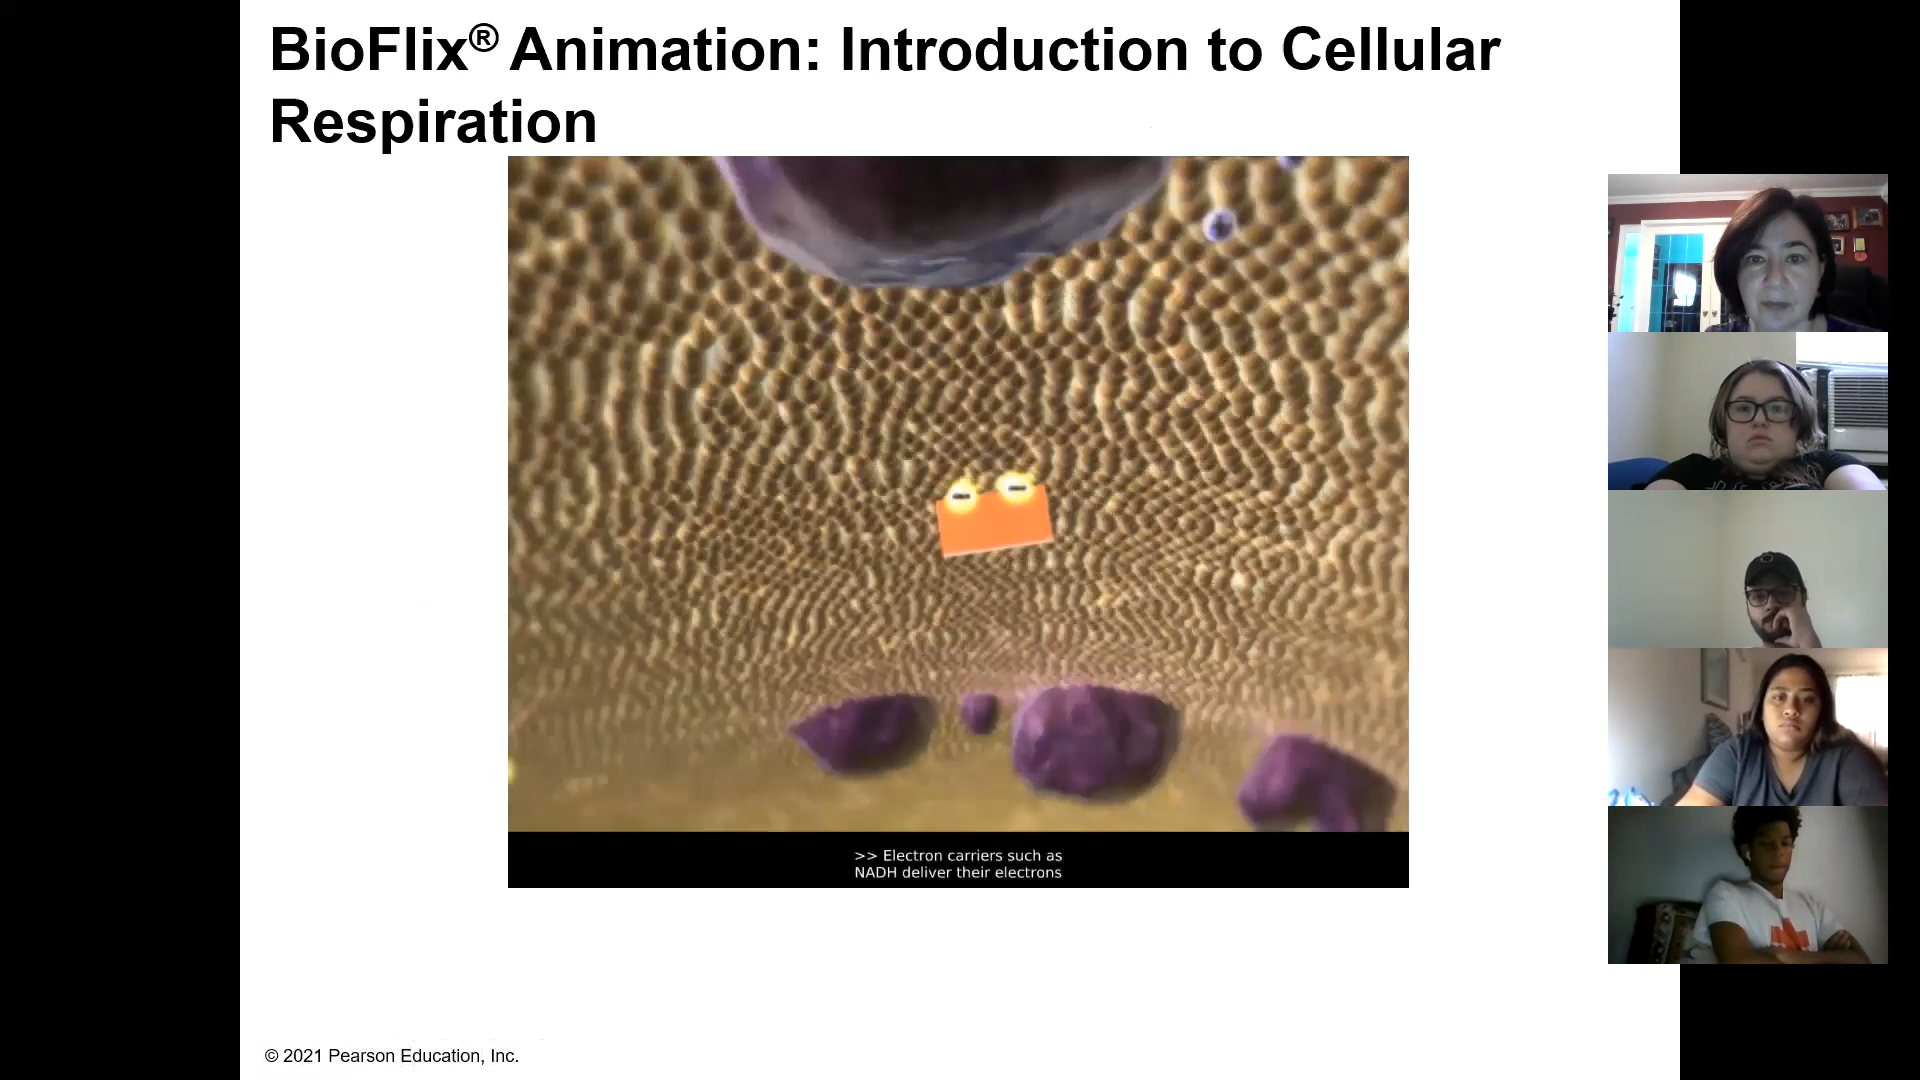 BioFlix® Animation: Introduction to Cellular
Respiration
>> Electron carriers such as
NADH deliver their electrons
© 2021 Pearson Education, Inc.